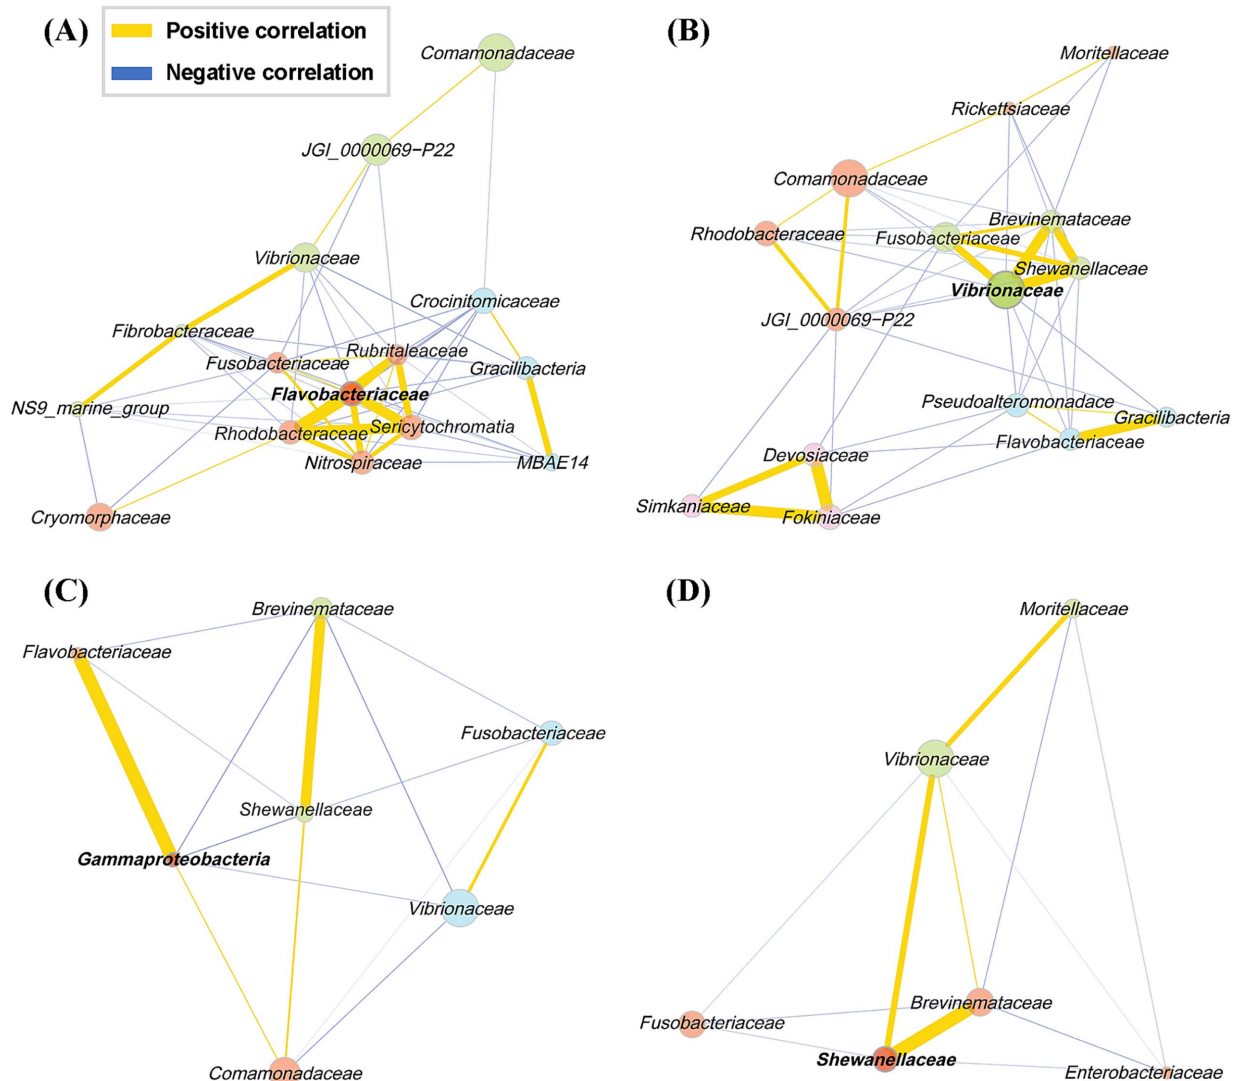 (A)
Positive correlation
Negative correlation
Comamonadaceae
JGI_0000069−P22
Vibrionaceae
Crocinitomicaceae
Fibrobacteraceae
Rubritaleaceae
Fusobacteriaceae
Gracilibacteria
Flavobacteriaceae
NS9_marine_group
Sericytochromatia
Rhodobacteraceae
Nitrospiraceae
MBAE14
Cryomorphaceae
(B)
Moritellaceae
Rickettsiaceae
Comamonadaceae
Brevinemataceae
Rhodobacteraceae
Fusobacteriaceae
Shewanellaceae
Vibrionaceae
JGI_0000069−P22
Pseudoalteromonadace
Gracilibacteria
Flavobacteriaceae
Devosiaceae
Simkaniaceae
Fokiniaceae
(C)
Brevinemataceae
Flavobacteriaceae
Fusobacteriaceae
Shewanellaceae
Gammaproteobacteria
Vibrionaceae
Comamonadaceae
(D)
Moritellaceae
Vibrionaceae
Brevinemataceae
Fusobacteriaceae
Shewanellaceae
Enterobacteriaceae